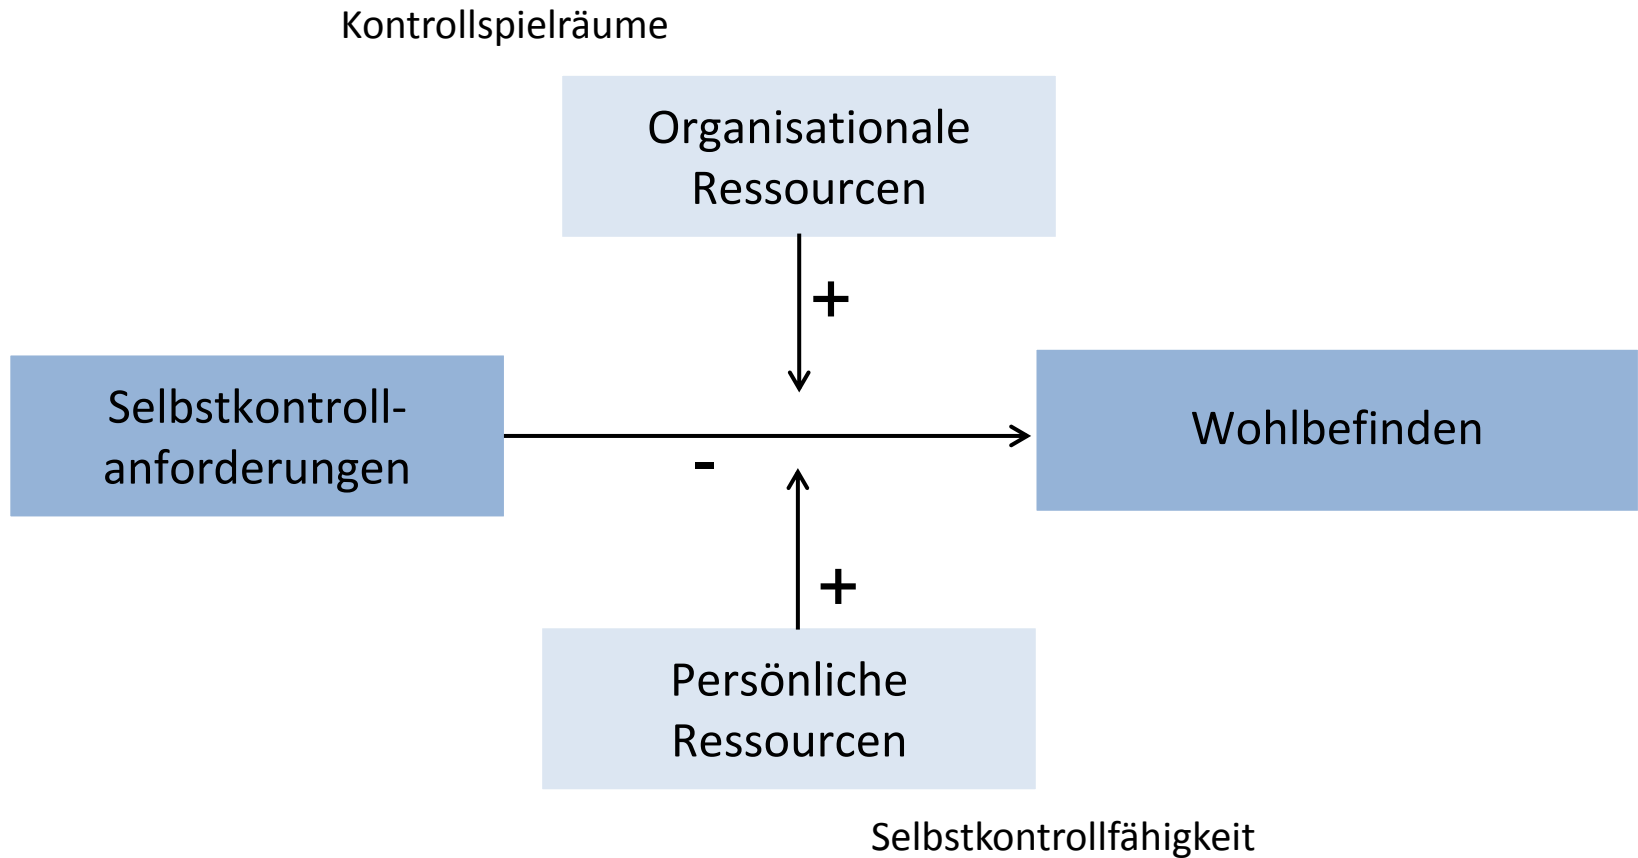 Kontrollspielräume
Organisationale
Ressourcen
+
Selbstkontroll-
anforderungen
Wohlbefinden
-
+
Persönliche
Ressourcen
Selbstkontrollfähigkeit